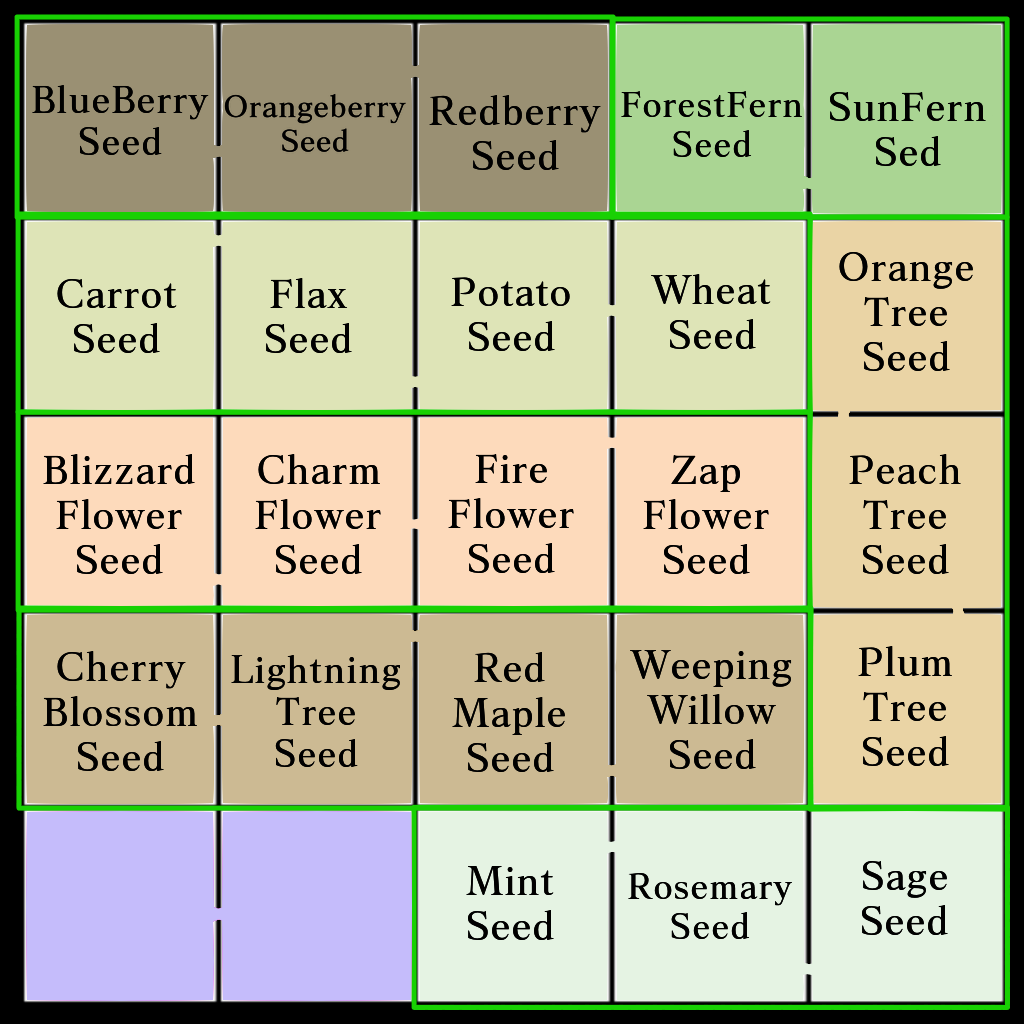 BlueBerry
Seed
Orangeberry
Seed
Redberry
Seed
ForestFern
Seed
SunFern
Sed
Carrot
Seed
Flax
Seed
Potato
Seed
Wheat
Seed
Orange
Tree
Seed
Blizzard
Flower
Seed
Charm
Flower
Seed
Fire
Flower
Seed
Zap
Flower
Seed
Peach
Tree
Seed
Cherry
Blossom
Seed
Lightning
Tree
Seed
Red
Maple
Seed
Weeping
Willow
Seed
Plum
Tree
Seed
Mint
Seed
Rosemary
Seed
Sage
Seed